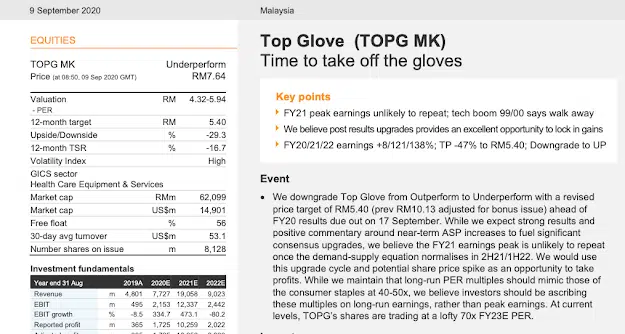 9 September 2020
Malaysia
EQUITIES
TOPG MK Underperform
Price (at 08:50, 09 Sep 2020 GMT) RM7.64
Valuation RM 4.32-5.94
- PER
12-month target RM 5.40
Upside/Downside % -29.3
12-month TSR % -16.7
Volatility Index High
GICS sector
Health Care Equipment & Services
Market cap RMm 62,099
Market cap US$m 14,901
Free float % 56
30-day avg turnover US$m 53.1
Number shares on issue m 8,128
Investment fundamentals
Year end 31 Aug 2019A 2020E 2021E 2022E
Revenue m 4,801 7,727 19,058 9,023
EBIT m 495 2,153 12,337 2,442
EBIT growth % -8.5 334.7 473.1 -80.2
Reported profit m 365 1,725 10,259 2,022
Top Glove (TOPG MK)
Time to take off the gloves
Key points
FY21 peak earnings unlikely to repeat; tech boom 99/00 says walk away
We believe post results upgrades provides an excellent opportunity to lock in gains
FY20/21/22 earnings +8/121/138%; TP -47% to RM5.40; Downgrade to UP
Event
• We downgrade Top Glove from Outperform to Underperform with a revised
price target of RM5.40 (prev RM10.13 adjusted for bonus issue) ahead of
FY20 results due out on 17 September. While we expect strong results and
positive commentary around near-term ASP increases to fuel significant
consensus upgrades, we believe the FY21 earnings peak is unlikely to repeat
once the demand-supply equation normalises in 2H21/1H22. We would use
this upgrade cycle and potential share price spike as an opportunity to take
profits. While we maintain that long-run PER multiples should mimic those of
the consumer staples at 40-50x, we believe investors should be ascribing
these multiples on long-run earnings, rather than peak earnings. At current
levels, TOPG's shares are trading at a lofty 70x FY23E PER.